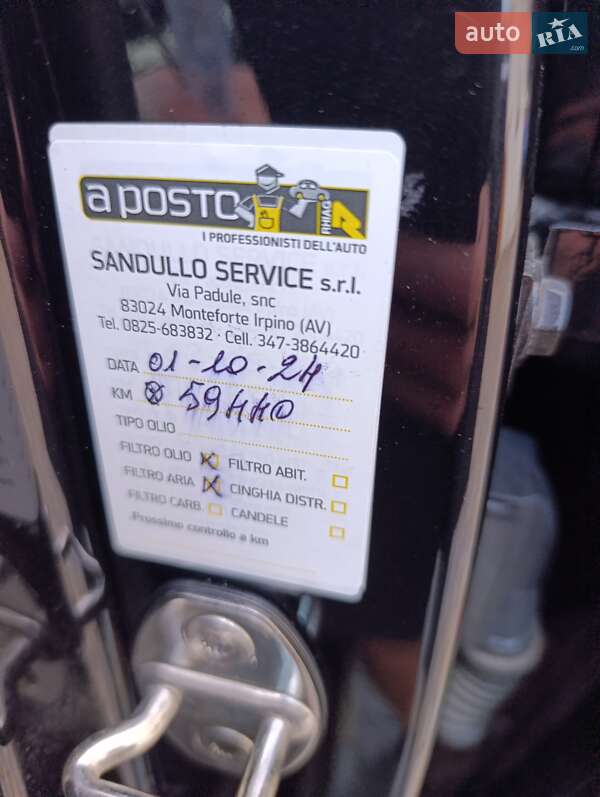 auto RIA.com
a POSTO RHIAG
I PROFESSIONISTI DELL'AUTO
SANDULLO SERVICE s.r.l.
Via Padule, snc
83024 Monteforte Irpino (AV)
Tel. 0825-683832 · Cell. 347-3864420
DATA 01-10-24
KM 59440
TIPO OLIO
FILTRO OLIO X FILTRO ABIT.
FILTRO ARIA X CINGHIA DISTR.
FILTRO CARB. CANDELE
Prossimo controllo a km